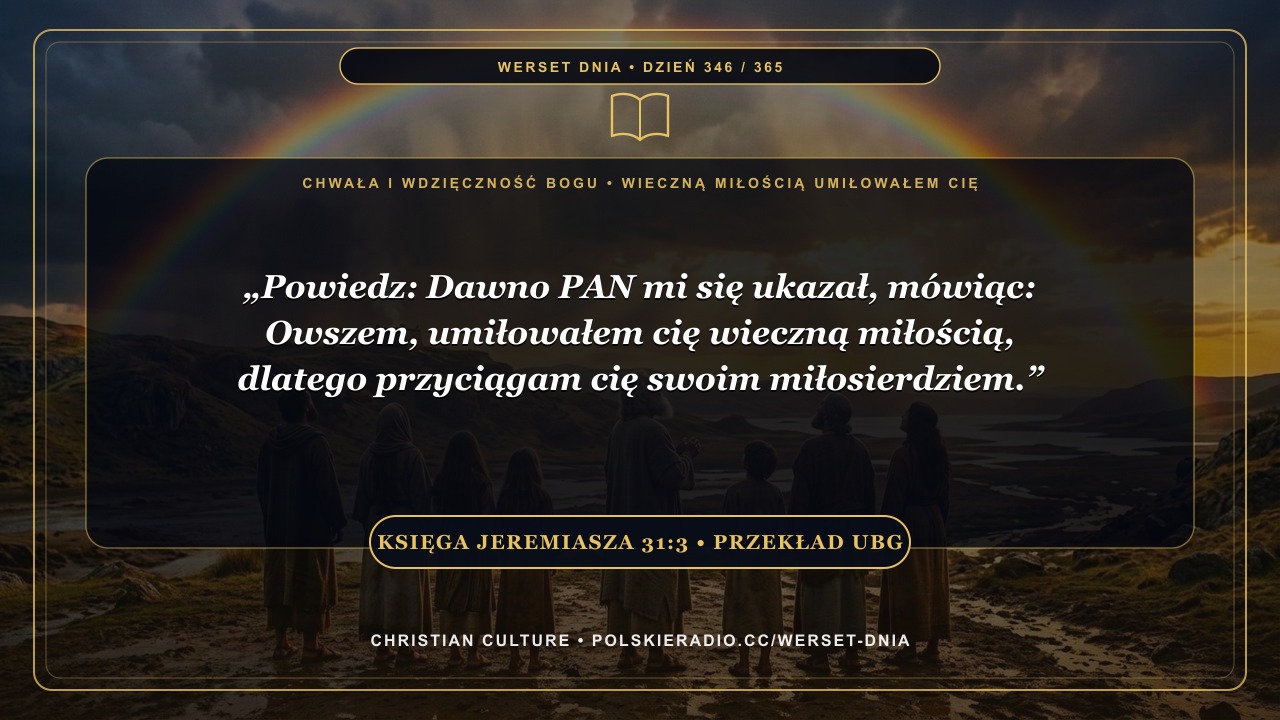 WERSET DNIA • DZIEŃ 346 / 365
CHWAŁA I WDZIĘCZNOŚĆ BOGU • WIECZNĄ MIŁOŚCIĄ UMIŁOWAŁEM CIĘ
„Powiedz: Dawno PAN mi się ukazał, mówiąc:
Owszem, umiłowałem cię wieczną miłością,
dlatego przyciągam cię swoim miłosierdziem.”
KSIĘGA JEREMIASZA 31:3 • PRZEKŁAD UBG
CHRISTIAN CULTURE • POLSKIERADIO.CC/WERSET-DNIA